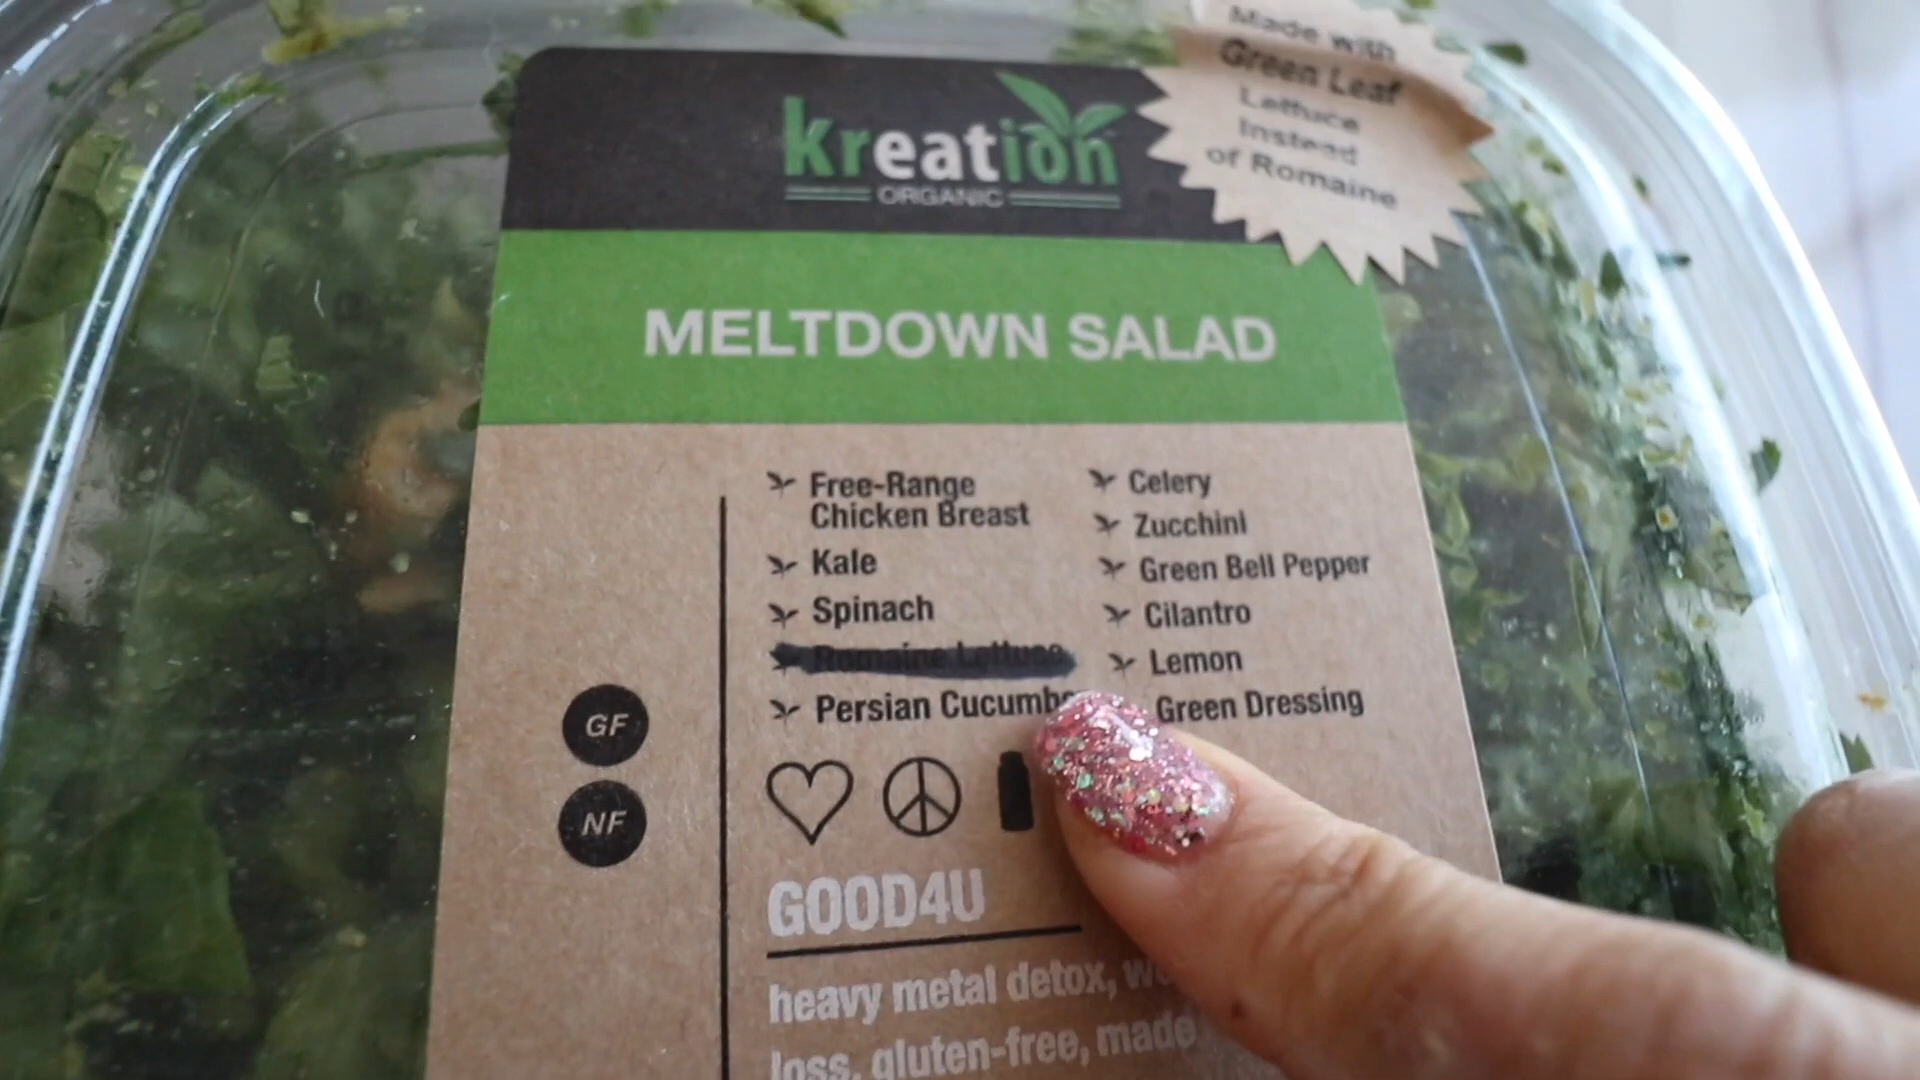 kreation
ORGANIC
Made with
Green Leaf
Lettuce
Instead
of Romaine
MELTDOWN SALAD
Free-Range
Chicken Breast
Kale
Spinach
Romaine Lettuce
Persian Cucumbe
Celery
Zucchini
Green Bell Pepper
Cilantro
Lemon
Green Dressing
GF
NF
GOOD4U
heavy metal detox,
loss, gluten-free, made